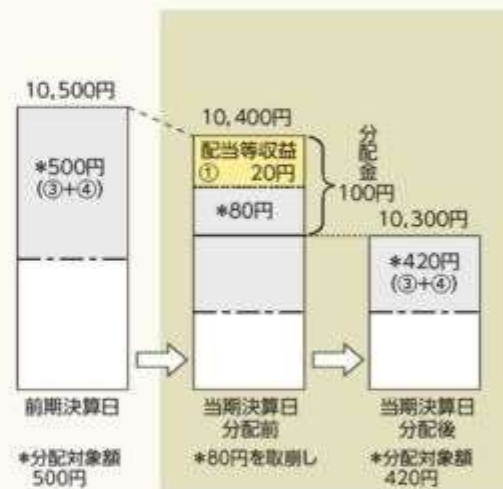 10,500円
*500円
(③+④)
前期決算日
*分配対象額
500円
10,400円
配当等収益
① 20円
*80円
分配金
100円
当期決算日
分配前
*80円を取崩し
10,300円
*420円
(③+④)
当期決算日
分配後
*分配対象額
420円